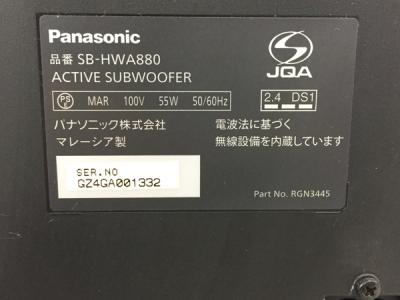 Panasonic
品番 SB-HWA880
ACTIVE SUBWOOFER
JQA
PS E MAR 100V 55W 50/60Hz
2.4 DS1
パナソニック株式会社
マレーシア製
電波法に基づく
無線設備を内蔵しています
SER.NO
GZ4GA001332
Part No. RGN3445